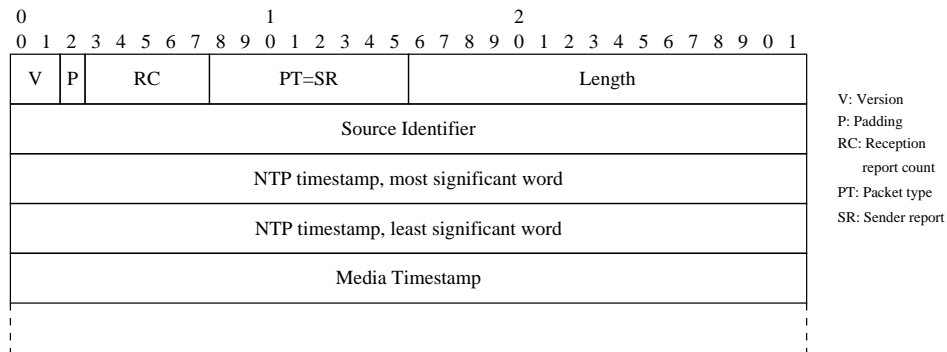 0 1 2
0 1 2 3 4 5 6 7 8 9 0 1 2 3 4 5 6 7 8 9 0 1 2 3 4 5 6 7 8 9 0 1
V P RC PT=SR Length
Source Identifier
NTP timestamp, most significant word
NTP timestamp, least significant word
Media Timestamp
V: Version
P: Padding
RC: Reception
report count
PT: Packet type
SR: Sender report